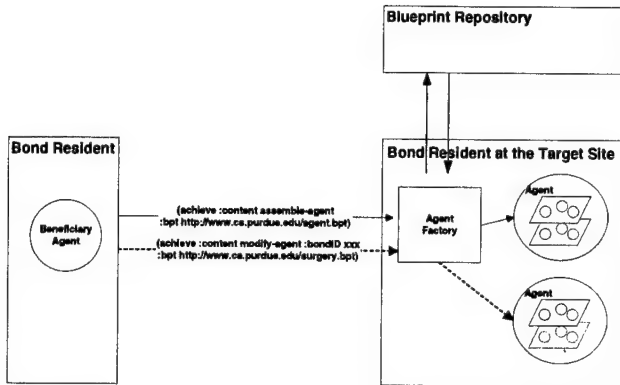 Blueprint Repository
Bond Resident
Bond Resident at the Target Site
Beneficiary
Agent
(achieve :content assemble-agent
:bpt http://www.cs.purdue.edu/agent.bpt)
(achieve :content modify-agent :bondID xxx
:bpt http://www.cs.purdue.edu/surgery.bpt)
Agent
Factory
Agent
Agent